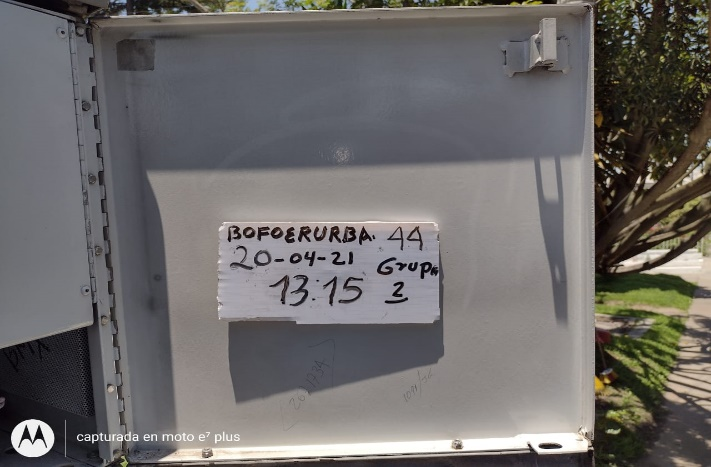 BOFOERURBA. 44
20-04-21
Grupo
13:15 2
capturada en moto e⁷ plus